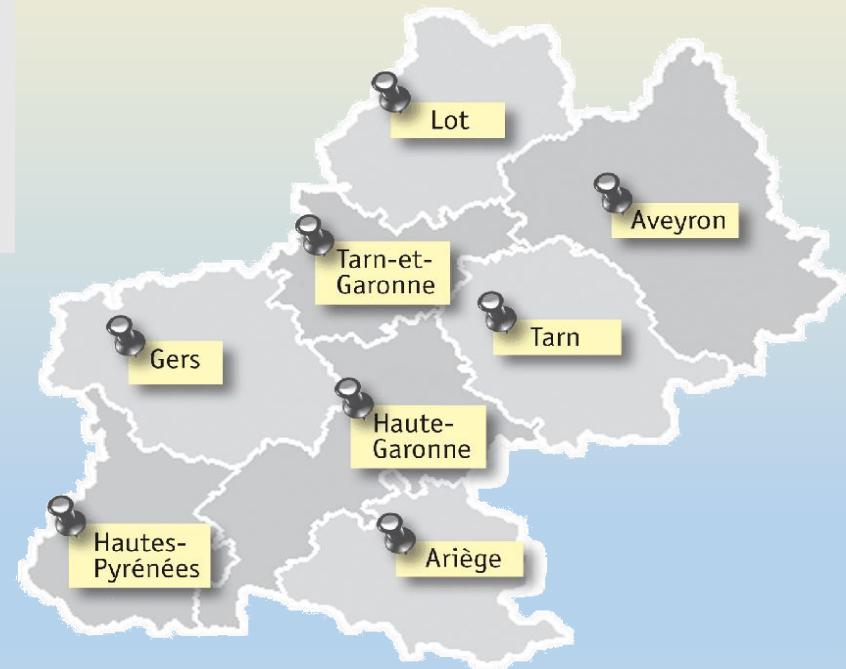 Lot
Aveyron
Tarn-et-
Garonne
Tarn
Gers
Haute-
Garonne
Hautes-
Pyrénées
Ariège